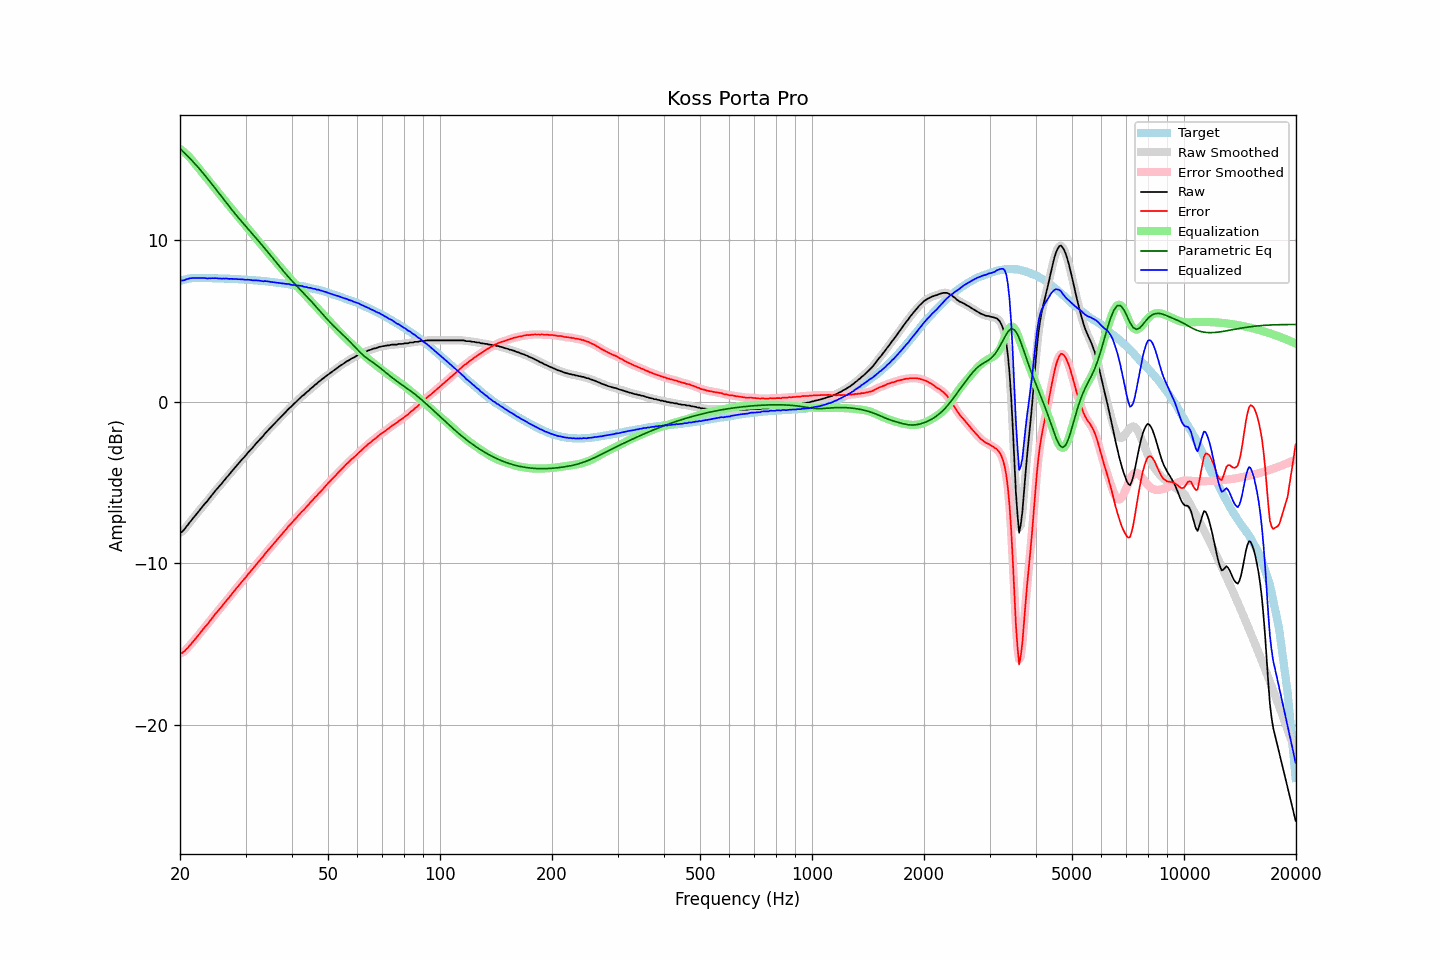 Koss Porta Pro
Target
Raw Smoothed
Error Smoothed
Raw
Error
Equalization
Parametric Eq
Equalized
Amplitude (dBr)
10
0
−10
−20
20 50 100 200 500 1000 2000 5000 10000 20000
Frequency (Hz)